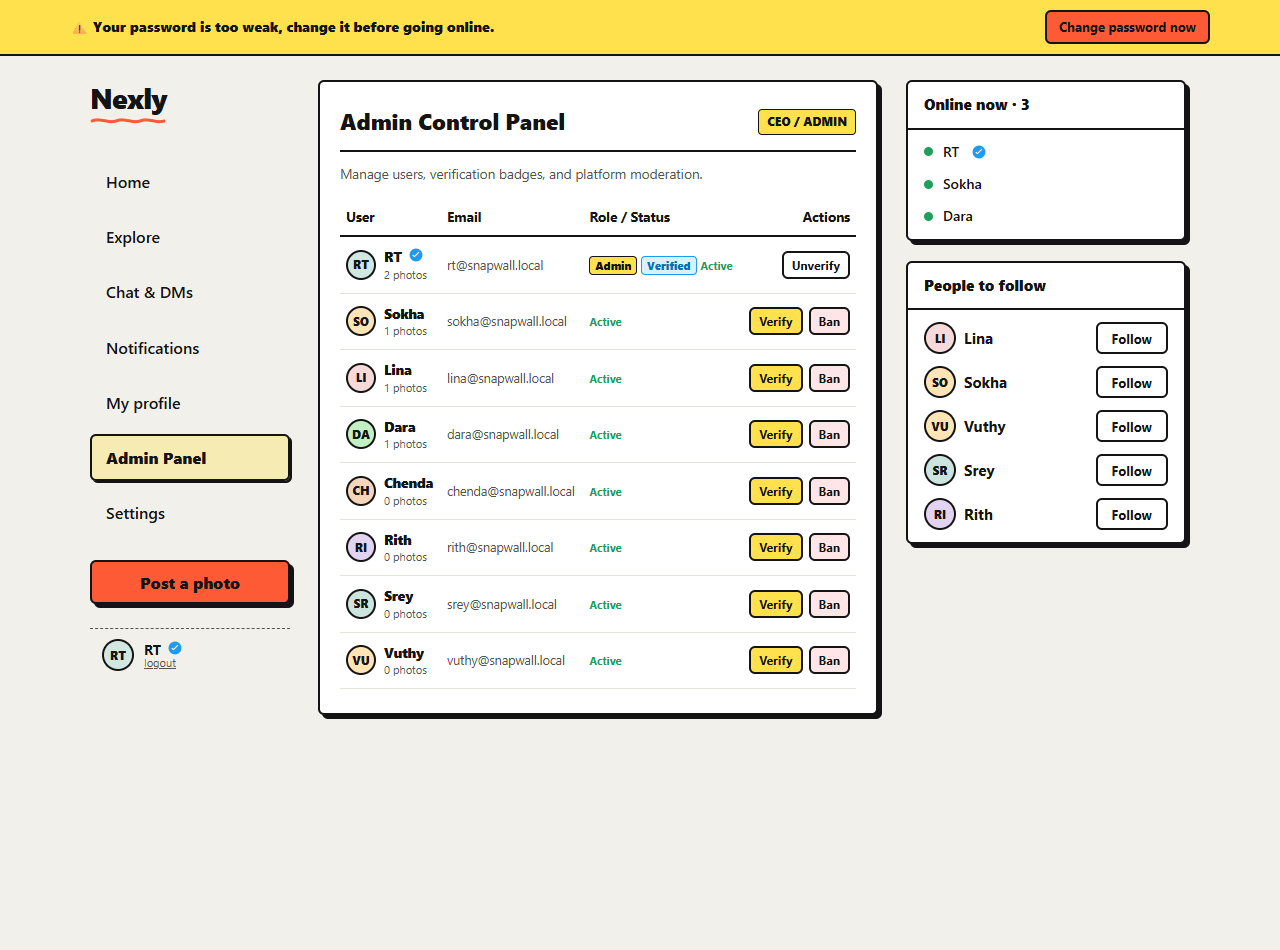 ⚠️ Your password is too weak, change it before going online.
Change password now
Nexly
Home
Explore
Chat & DMs
Notifications
My profile
Admin Panel
Settings
Post a photo
RT
RT
logout
Admin Control Panel
CEO / ADMIN
Manage users, verification badges, and platform moderation.
User Email Role / Status Actions
RT RT rt@snapwall.local Admin Verified Active Unverify
2 photos
SO Sokha sokha@snapwall.local Active Verify Ban
1 photos
LI Lina lina@snapwall.local Active Verify Ban
1 photos
DA Dara dara@snapwall.local Active Verify Ban
1 photos
CH Chenda chenda@snapwall.local Active Verify Ban
0 photos
RI Rith rith@snapwall.local Active Verify Ban
0 photos
SR Srey srey@snapwall.local Active Verify Ban
0 photos
VU Vuthy vuthy@snapwall.local Active Verify Ban
0 photos
Online now · 3
RT
Sokha
Dara
People to follow
LI Lina Follow
SO Sokha Follow
VU Vuthy Follow
SR Srey Follow
RI Rith Follow